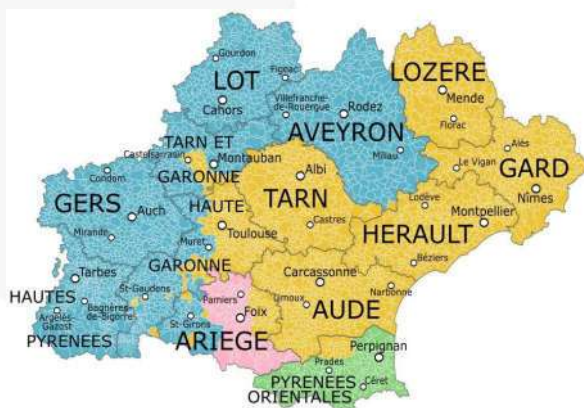 Gourdon
LOT
Figeac
Cahors
LOZERE
Mende
Florac
Villefranche-
de-Rouergue
Rodez
AVEYRON
Millau
TARN ET
GARONNE
Castelsarrasin
Montauban
Albi
TARN
Castres
Alès
Le Vigan
GARD
Nîmes
Condom
GERS
Auch
Mirande
HAUTE
Toulouse
Muret
GARONNE
Lodève
Montpellier
HERAULT
Béziers
Tarbes
HAUTES
Argelès-
Gazost
Bagnères-
de-Bigorre
PYRENEES
St-Gaudens
St-Girons
Pamiers
Foix
ARIEGE
Carcassonne
Limoux
Narbonne
AUDE
Perpignan
Prades
Céret
PYRENEES
ORIENTALES